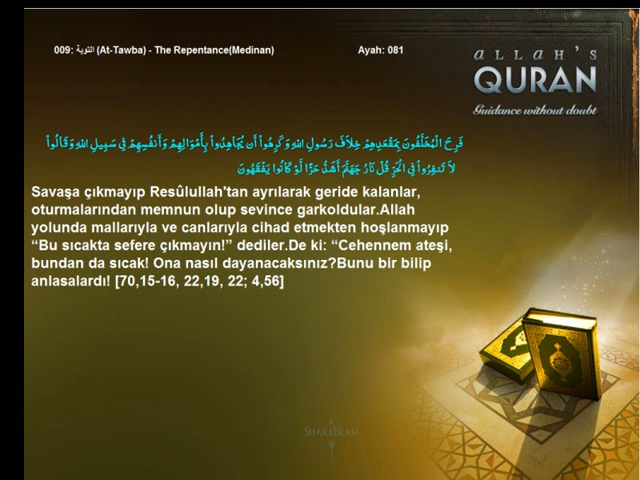 009: التوبة (At-Tawba) - The Repentance(Medinan) Ayah: 081
ALLAH'S
QURAN
Guidance without doubt
فَرِحَ الْمُخَلَّفُونَ بِمَقْعَدِهِمْ خِلاَفَ رَسُولِ اللّهِ وَكَرِهُواْ أَن يُجَاهِدُواْ بِأَمْوَالِهِمْ وَأَنفُسِهِمْ فِي سَبِيلِ اللّهِ وَقَالُواْ
لاَ تَنفِرُواْ فِي الْحَرِّ قُلْ نَارُ جَهَنَّمَ أَشَدُّ حَرًّا لَّوْ كَانُوا يَفْقَهُونَ
Savaşa çıkmayıp Resûlullah'tan ayrılarak geride kalanlar,
oturmalarından memnun olup sevince garkoldular.Allah
yolunda mallarıyla ve canlarıyla cihad etmekten hoşlanmayıp
“Bu sıcakta sefere çıkmayın!” dediler.De ki: “Cehennem ateşi,
bundan da sıcak! Ona nasıl dayanacaksınız?Bunu bir bilip
anlasalardı! [70,15-16, 22,19, 22; 4,56]
SHAREISLAM